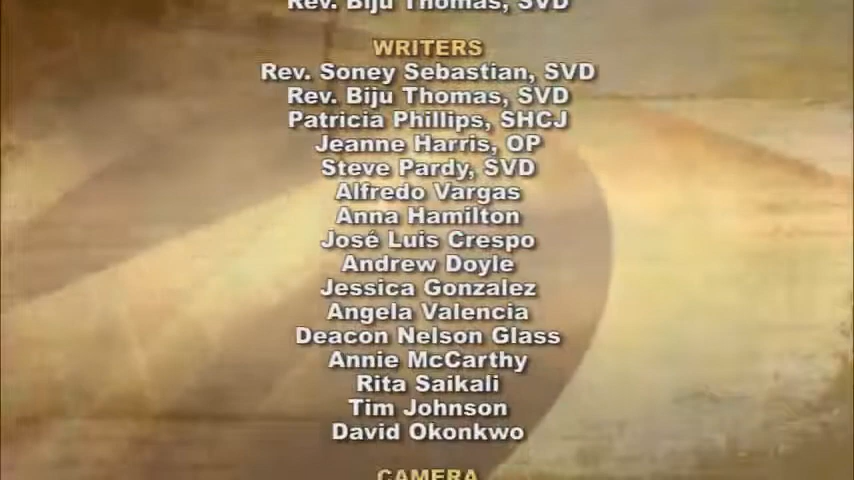 Rev. Biju Thomas, SVD
WRITERS
Rev. Soney Sebastian, SVD
Rev. Biju Thomas, SVD
Patricia Phillips, SHCJ
Jeanne Harris, OP
Steve Pardy, SVD
Alfredo Vargas
Anna Hamilton
José Luis Crespo
Andrew Doyle
Jessica Gonzalez
Angela Valencia
Deacon Nelson Glass
Annie McCarthy
Rita Saikali
Tim Johnson
David Okonkwo
CAMERA